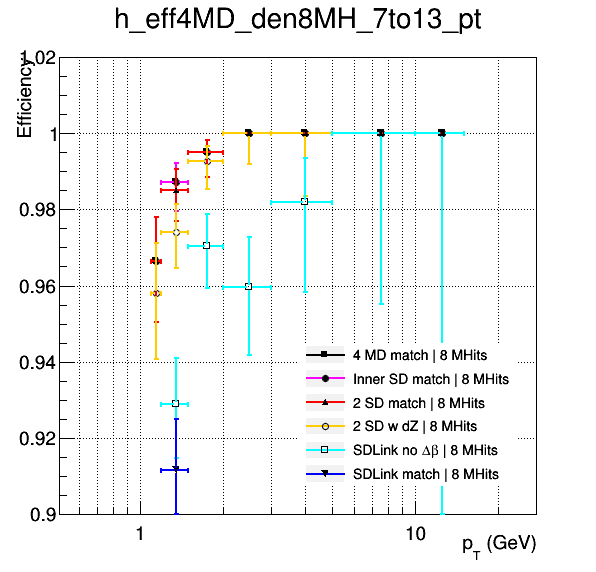 h_eff4MD_den8MH_7to13_pt
Efficiency
1.02
1
0.98
0.96
0.94
0.92
0.9
4 MD match | 8 MHits
Inner SD match | 8 MHits
2 SD match | 8 MHits
2 SD w dZ | 8 MHits
SDLink no Δβ | 8 MHits
SDLink match | 8 MHits
1
10
p_T (GeV)